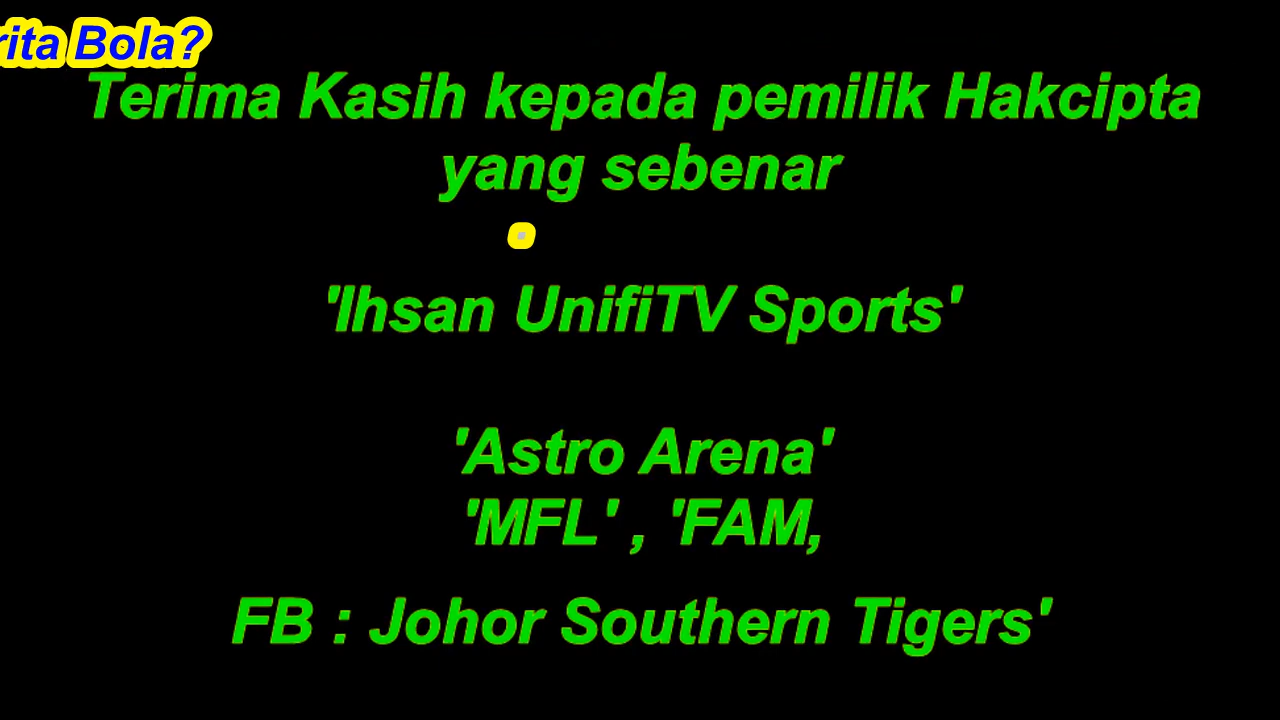 rita Bola?
Terima Kasih kepada pemilik Hakcipta
yang sebenar
'Ihsan UnifiTV Sports'
'Astro Arena'
'MFL' , 'FAM,
FB : Johor Southern Tigers'